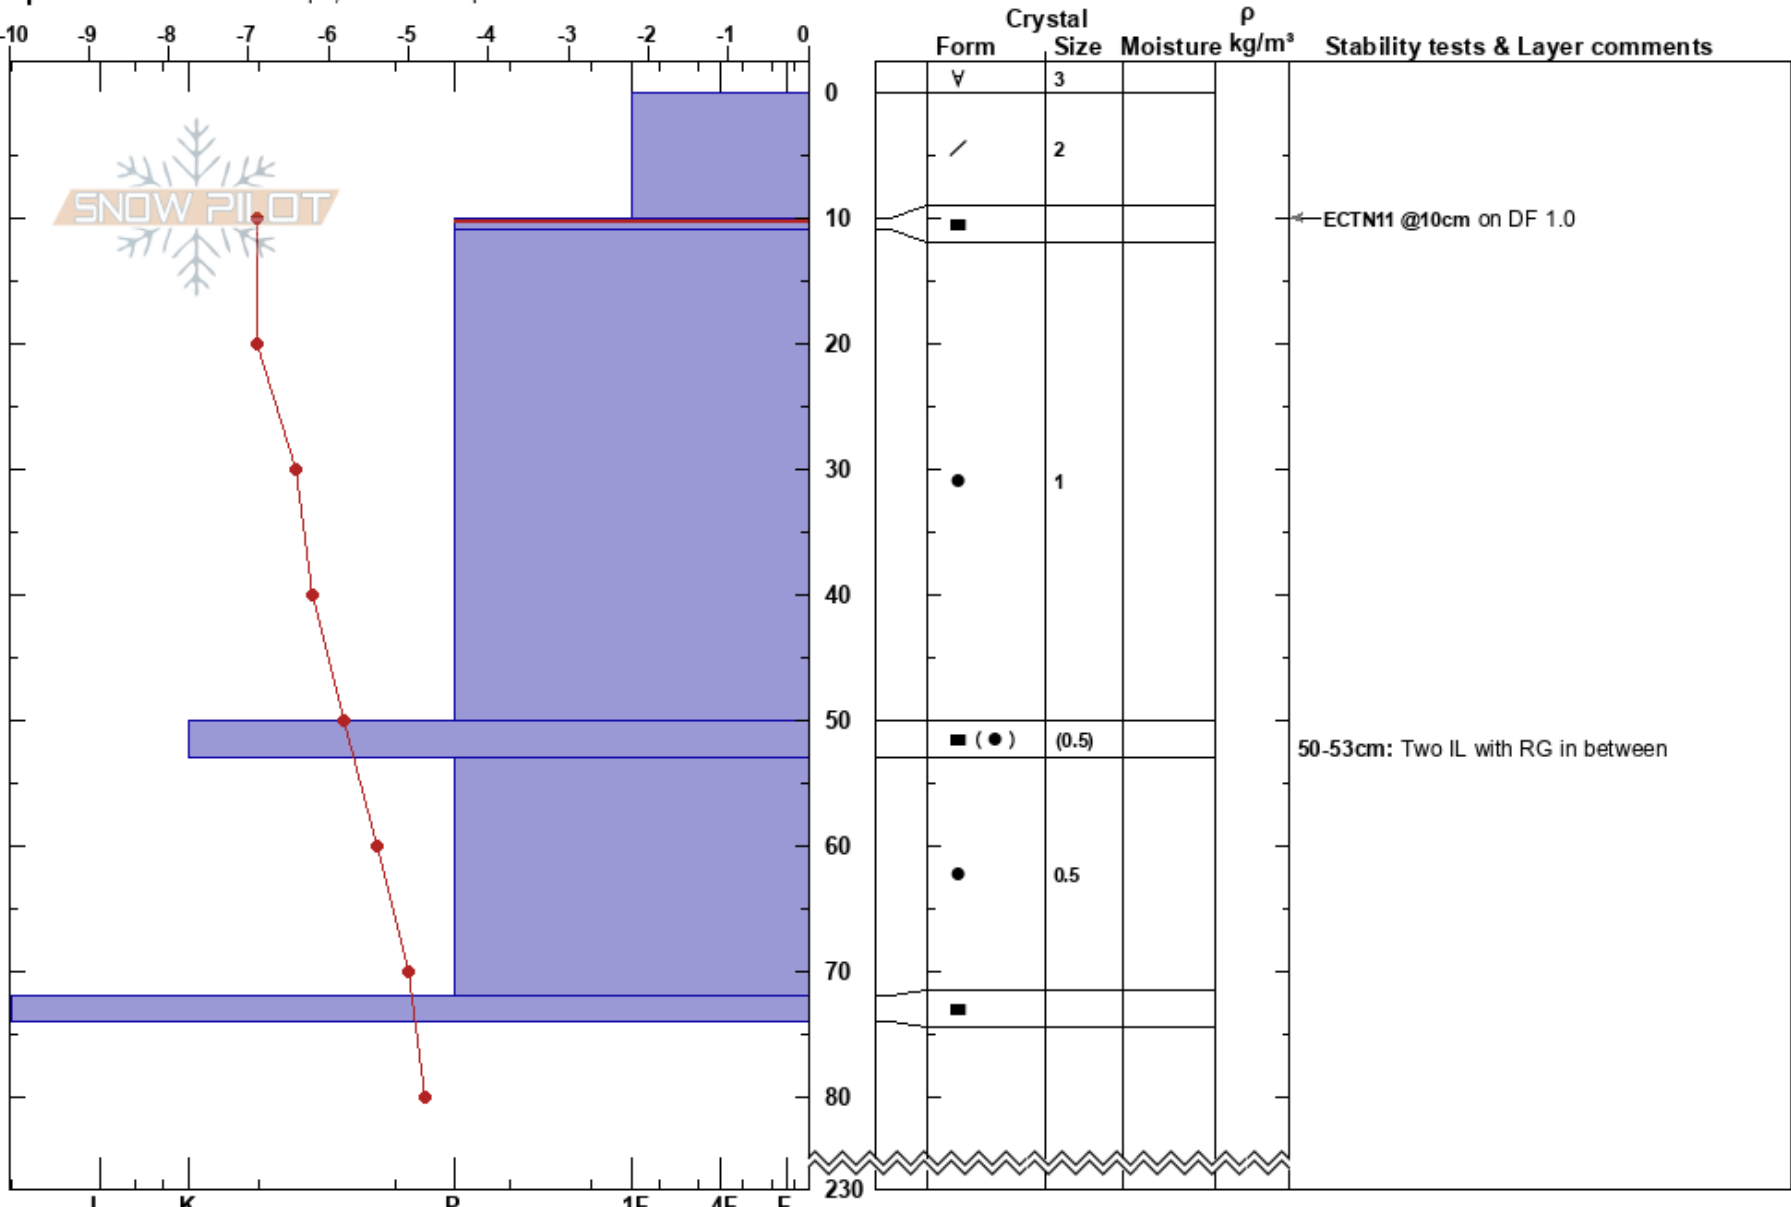 Crystal ρ
-10 -9 -8 -7 -6 -5 -4 -3 -2 -1 0 Form Size Moisture kg/m³ Stability tests & Layer comments
3
0
2
SNOW PILOT
10 ECTN11 @10cm on DF 1.0
20
30
1
40
50
( ) (0.5) 50-53cm: Two IL with RG in between
60
0.5
70
80
230
I K P 1F 4F F